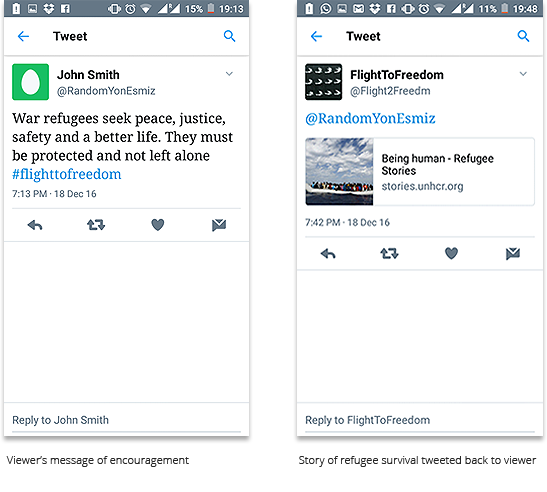 15% 19:13
Tweet
John Smith
@RandomYonEsmiz
War refugees seek peace, justice,
safety and a better life. They must
be protected and not left alone
#flighttofreedom
7:13 PM · 18 Dec 16
Reply to John Smith
Viewer's message of encouragement
11% 19:48
Tweet
FlightToFreedom
@Flight2Freedm
@RandomYonEsmiz
Being human - Refugee
Stories
stories.unhcr.org
7:42 PM · 18 Dec 16
Reply to FlightToFreedom
Story of refugee survival tweeted back to viewer